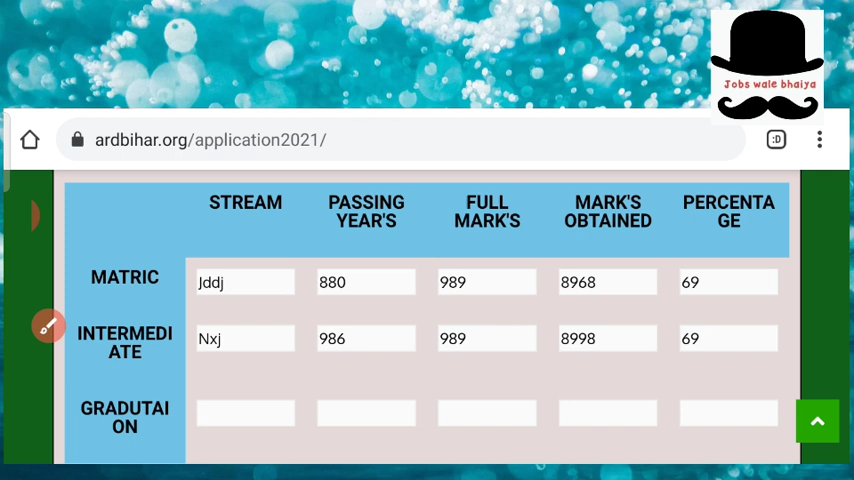 Jobs wale bhaiya
ardbihar.org/application2021/
:D
STREAM PASSING YEAR'S FULL MARK'S MARK'S OBTAINED PERCENTA GE
MATRIC Jddj 880 989 8968 69
INTERMEDI ATE Nxj 986 989 8998 69
GRADUTAI ON